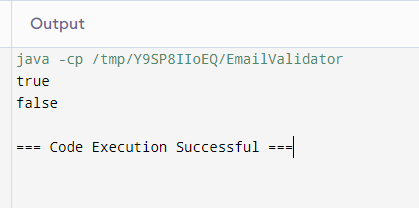 Output
java -cp /tmp/Y9SP8IIoEQ/EmailValidator
true
false
=== Code Execution Successful ===